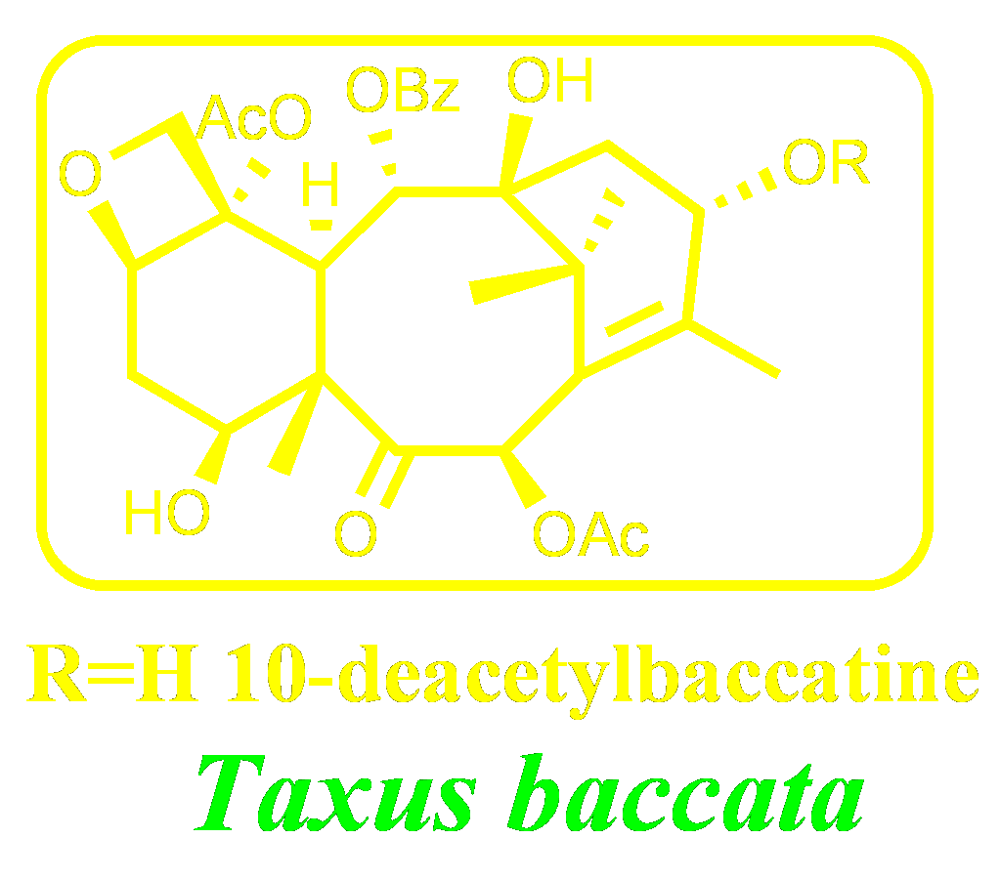 OBz
OH
AcO
OR
O
H
HO
O
OAc
R=H 10-deacetylbaccatine
Taxus baccata